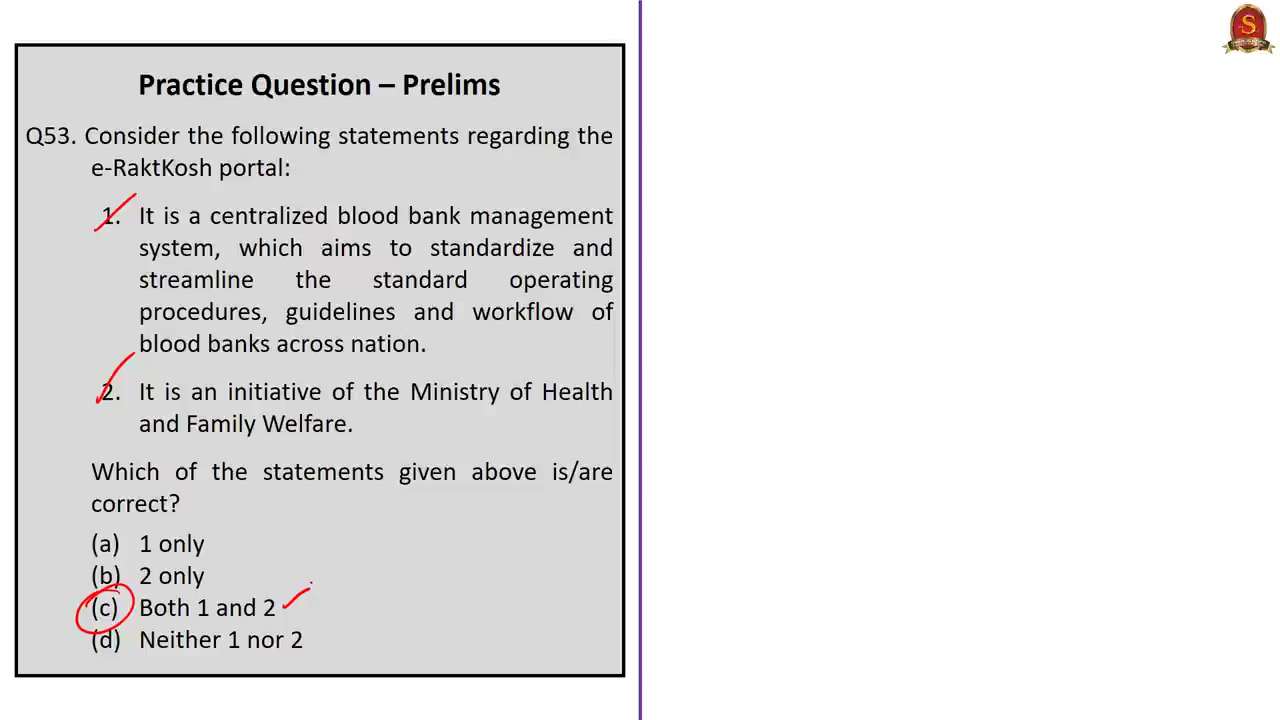 Practice Question – Prelims
Q53. Consider the following statements regarding the
e-RaktKosh portal:
1. It is a centralized blood bank management
system, which aims to standardize and
streamline the standard operating
procedures, guidelines and workflow of
blood banks across nation.
2. It is an initiative of the Ministry of Health
and Family Welfare.
Which of the statements given above is/are
correct?
(a) 1 only
(b) 2 only
(c) Both 1 and 2
(d) Neither 1 nor 2
S